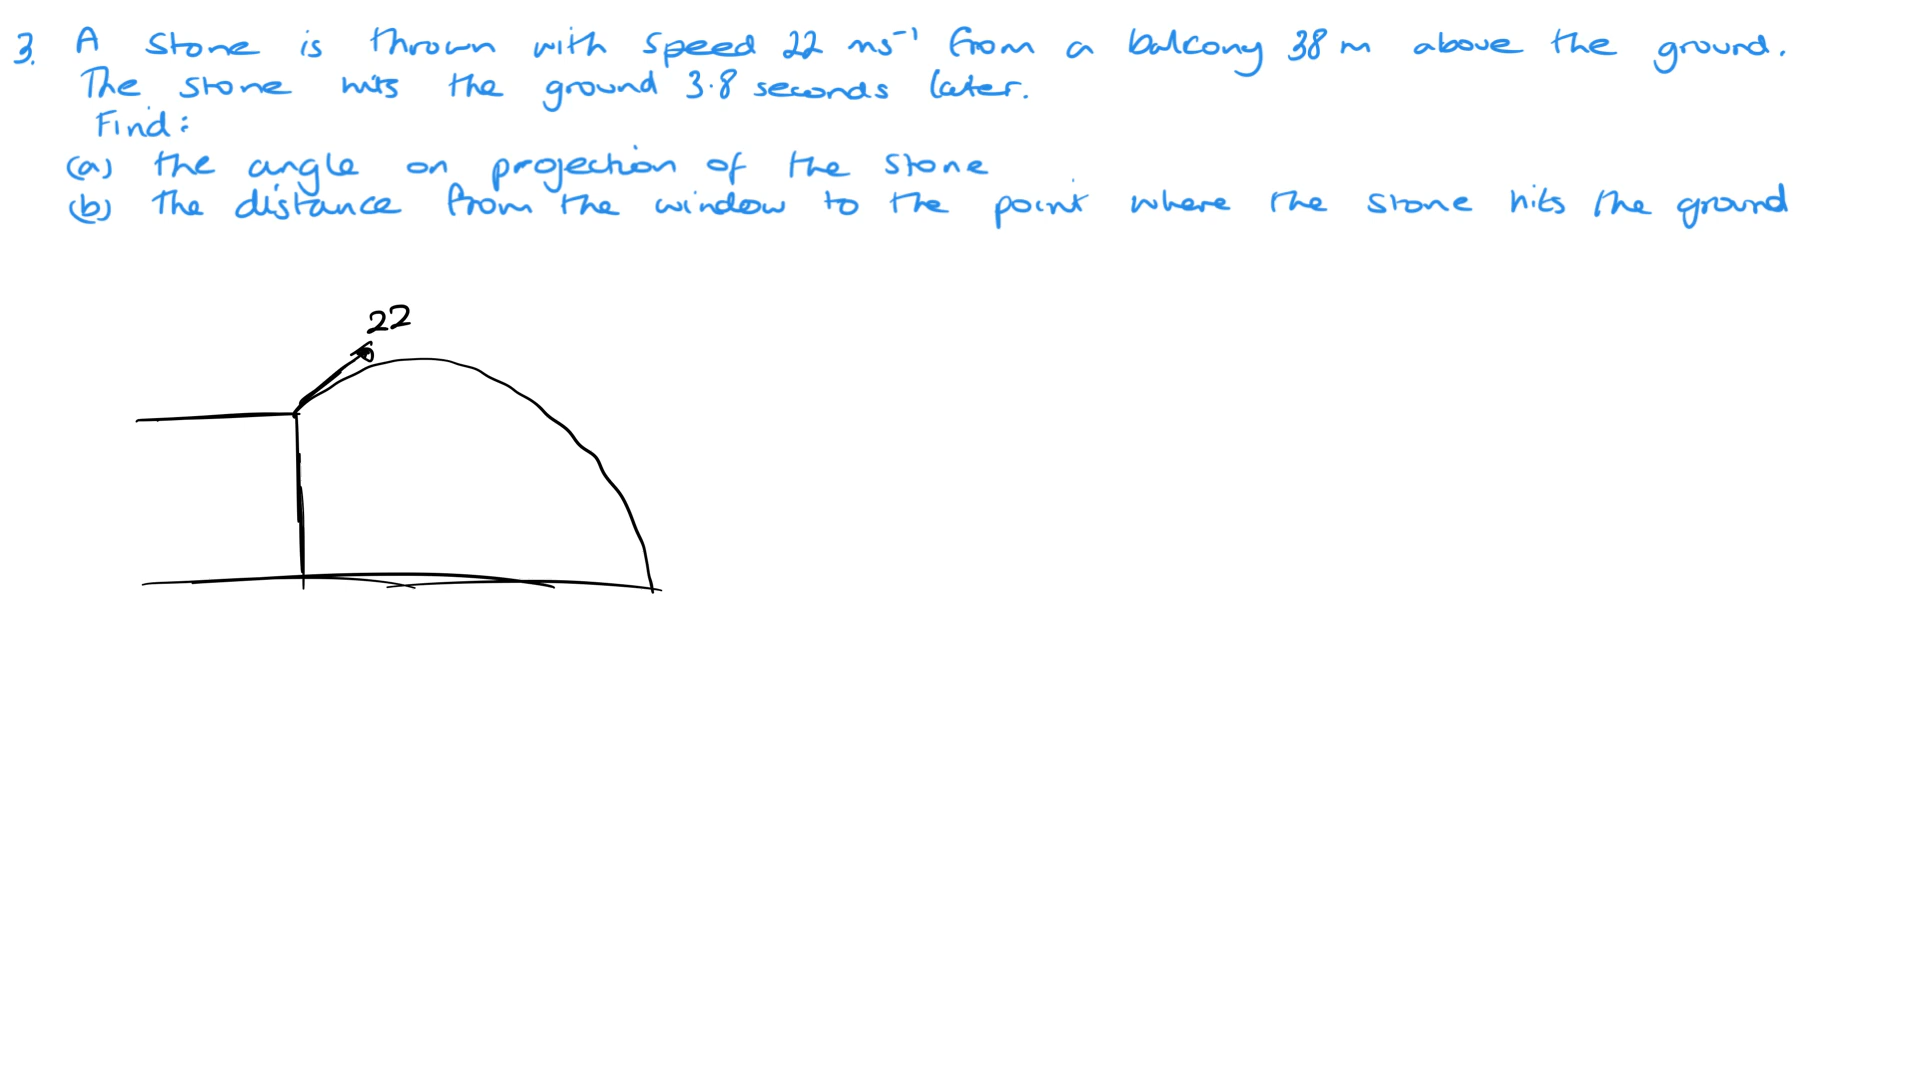 3. A stone is thrown with speed 22 ms⁻¹ from a balcony 38 m above the ground.
The stone hits the ground 3.8 seconds later.
Find:
(a) the angle on projection of the stone
(b) the distance from the window to the point where the stone hits the ground
22